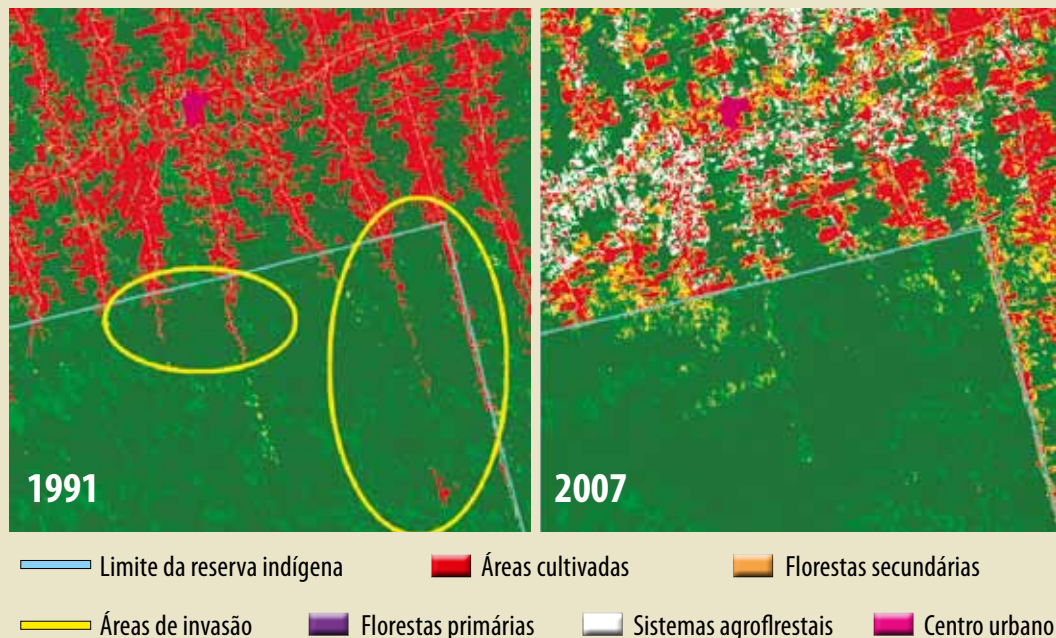 1991
2007
Limite da reserva indígena
Áreas cultivadas
Florestas secundárias
Áreas de invasão
Florestas primárias
Sistemas agroflrestais
Centro urbano